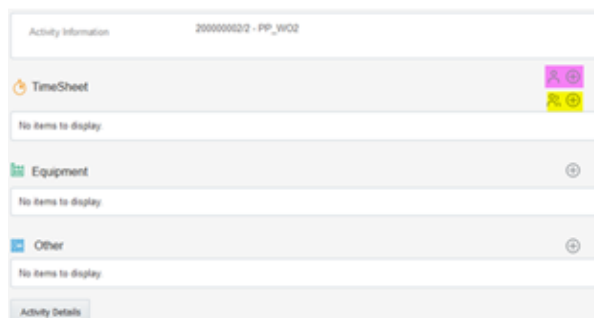 Activity Information
200000002/2 - PP_WO2
TimeSheet
No items to display.
Equipment
No items to display.
Other
No items to display.
Activity Details